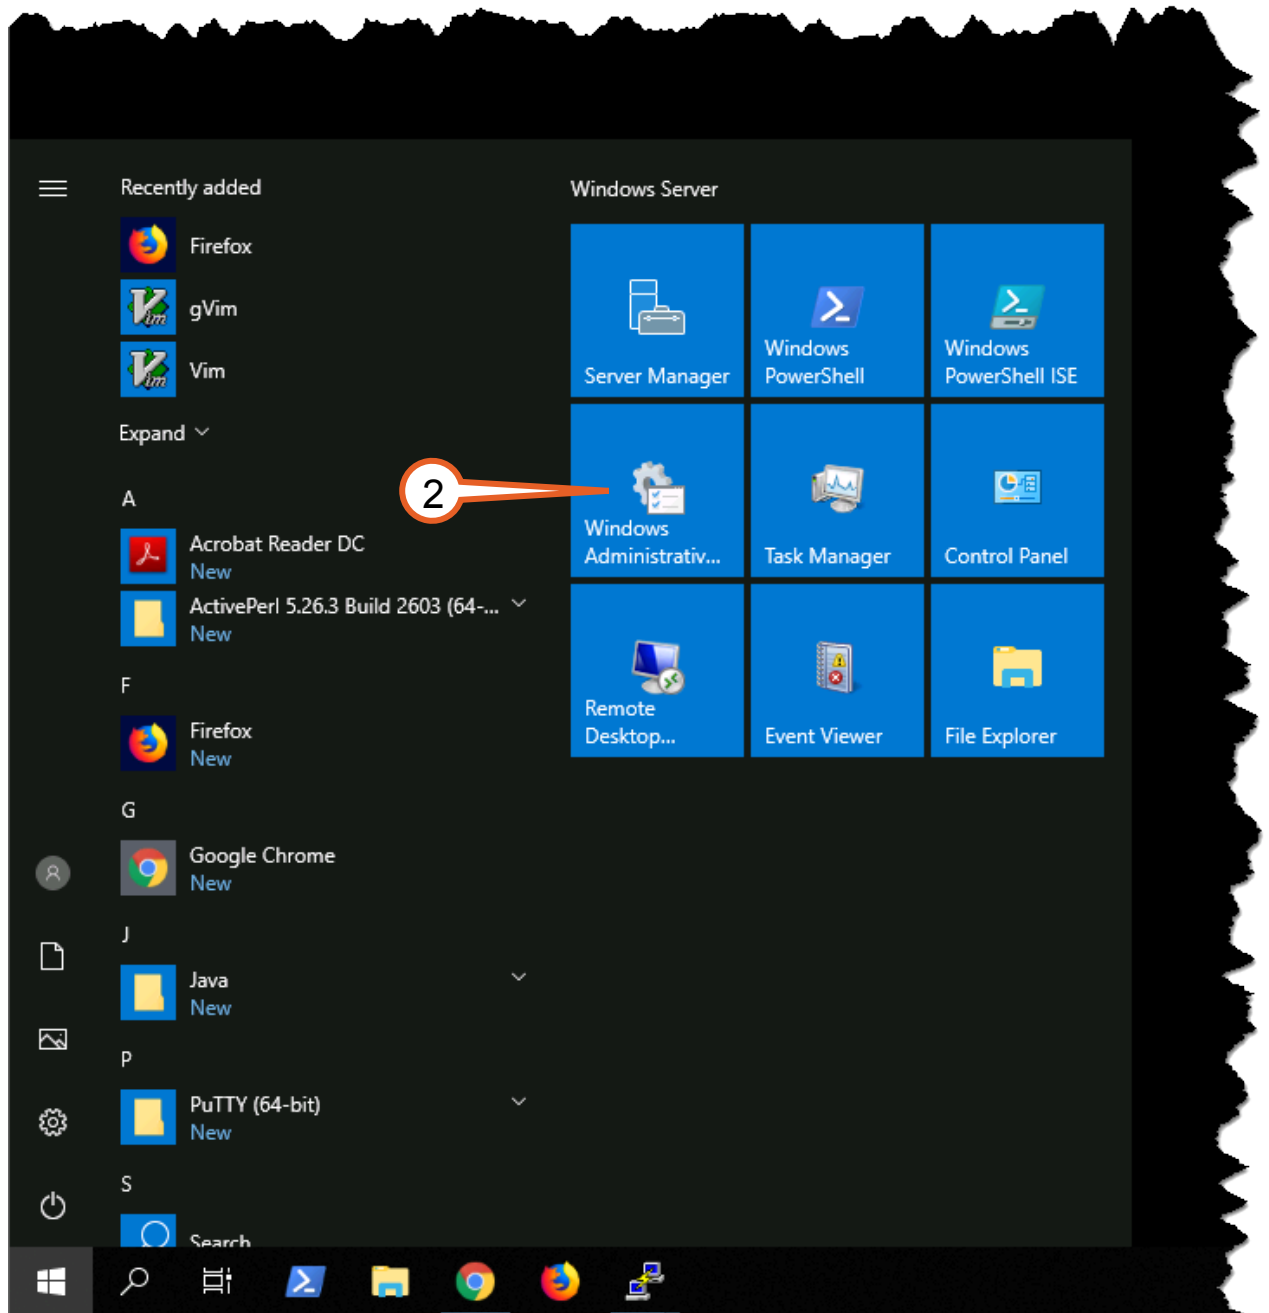 Recently added
Firefox
gVim
Vim
Expand
A
Acrobat Reader DC
New
ActivePerl 5.26.3 Build 2603 (64-...
New
F
Firefox
New
G
Google Chrome
New
J
Java
New
P
PuTTY (64-bit)
New
S
Search
Windows Server
Server Manager
Windows
PowerShell
Windows
PowerShell ISE
2
Windows
Administrativ...
Task Manager
Control Panel
Remote
Desktop...
Event Viewer
File Explorer